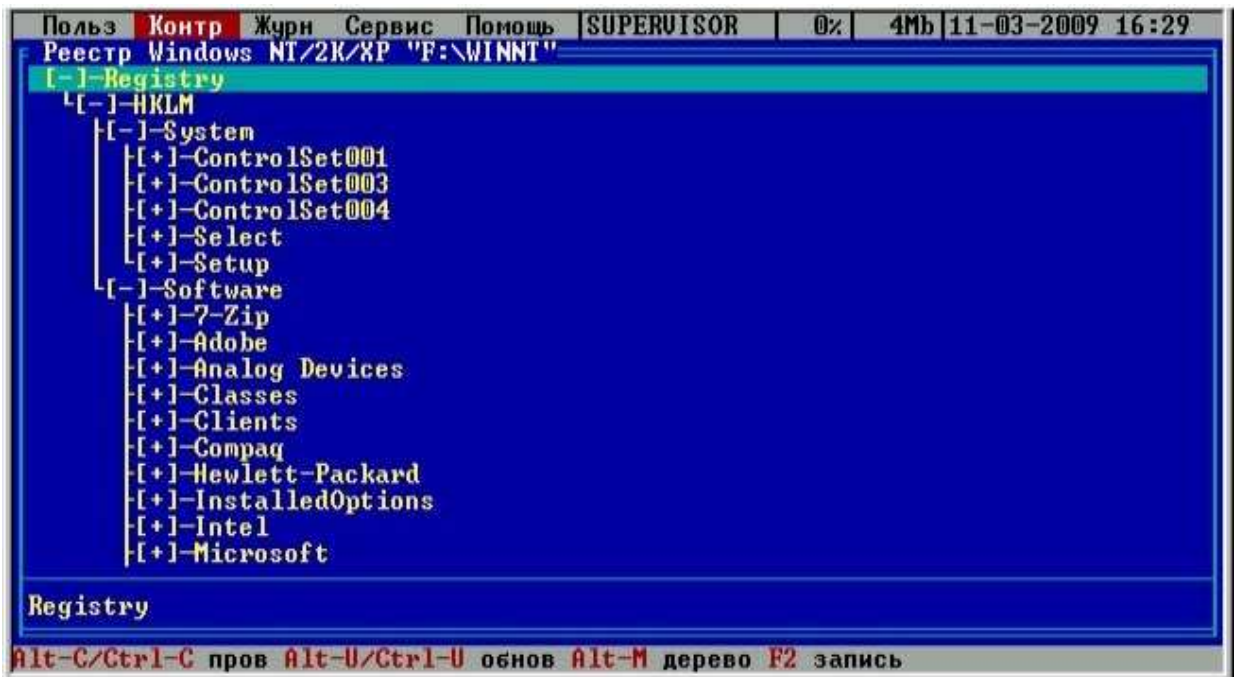 Польз Контр Журн Сервис Помощь SUPERVISOR 0% 4Mb 11-03-2009 16:29
Реестр Windows NT/2K/XP "F:\WINNT"
[-]-Registry
[-]-HKLM
[-]-System
[+]-ControlSet001
[+]-ControlSet003
[+]-ControlSet004
[+]-Select
[+]-Setup
[-]-Software
[+]-7-Zip
[+]-Adobe
[+]-Analog Devices
[+]-Classes
[+]-Clients
[+]-Compaq
[+]-Hewlett-Packard
[+]-InstalledOptions
[+]-Intel
[+]-Microsoft
Registry
Alt-C/Ctrl-C пров Alt-U/Ctrl-U обнов Alt-M дерево F2 запись